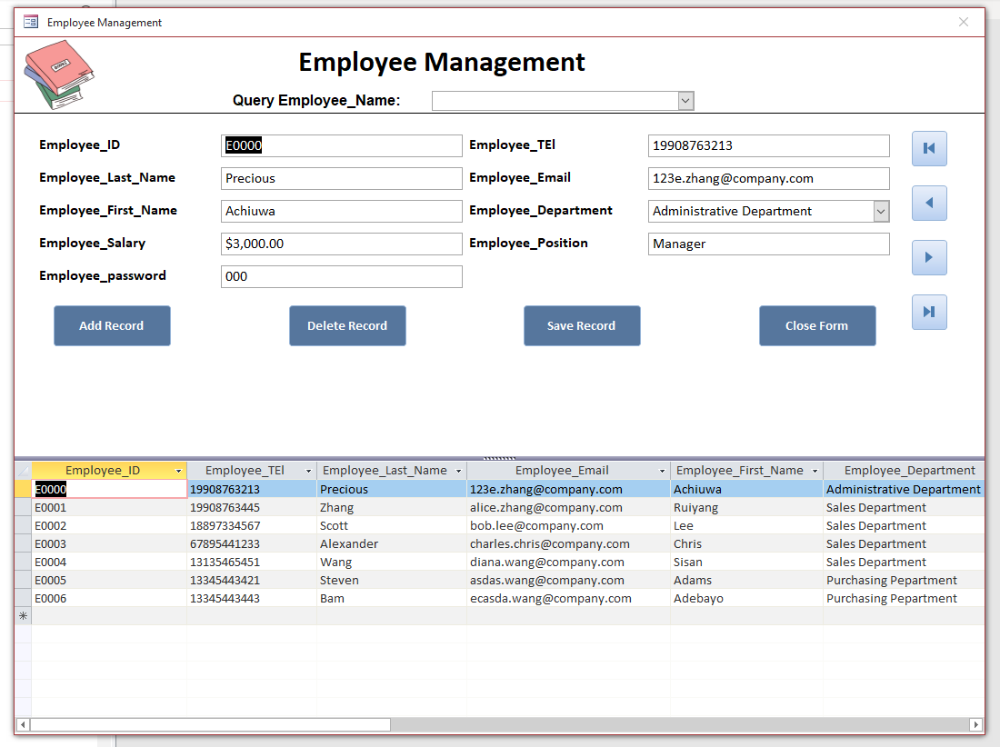 Employee Management
BOOKS
Employee Management
Query Employee_Name:
Employee_ID E0000 Employee_TEl 19908763213
Employee_Last_Name Precious Employee_Email 123e.zhang@company.com
Employee_First_Name Achiuwa Employee_Department Administrative Department
Employee_Salary $3,000.00 Employee_Position Manager
Employee_password 000
Add Record Delete Record Save Record Close Form
Employee_ID Employee_TEl Employee_Last_Name Employee_Email Employee_First_Name Employee_Department
E0000 19908763213 Precious 123e.zhang@company.com Achiuwa Administrative Department
E0001 19908763445 Zhang alice.zhang@company.com Ruiyang Sales Department
E0002 18897334567 Scott bob.lee@company.com Lee Sales Department
E0003 67895441233 Alexander charles.chris@company.com Chris Sales Department
E0004 13135465451 Wang diana.wang@company.com Sisan Sales Department
E0005 13345443421 Steven asdas.wang@company.com Adams Purchasing Pepartment
E0006 13345443443 Bam ecasda.wang@company.com Adebayo Purchasing Pepartment